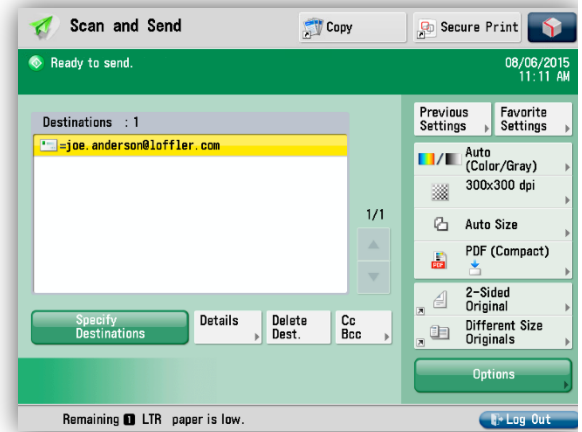 Scan and Send
Copy
Secure Print
Ready to send.
08/06/2015
11:11 AM
Destinations : 1
=joe.anderson@loffler.com
1/1
Specify
Destinations
Details
Delete
Dest.
Cc
Bcc
Previous
Settings
Favorite
Settings
Auto
(Color/Gray)
300x300 dpi
Auto Size
PDF
PDF (Compact)
2-Sided
Original
Different Size
Originals
Options
Remaining 1 LTR paper is low.
Log Out